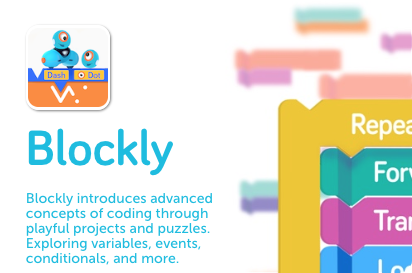 Dash Dot
Blockly
Blockly introduces advanced
concepts of coding through
playful projects and puzzles.
Exploring variables, events,
conditionals, and more.